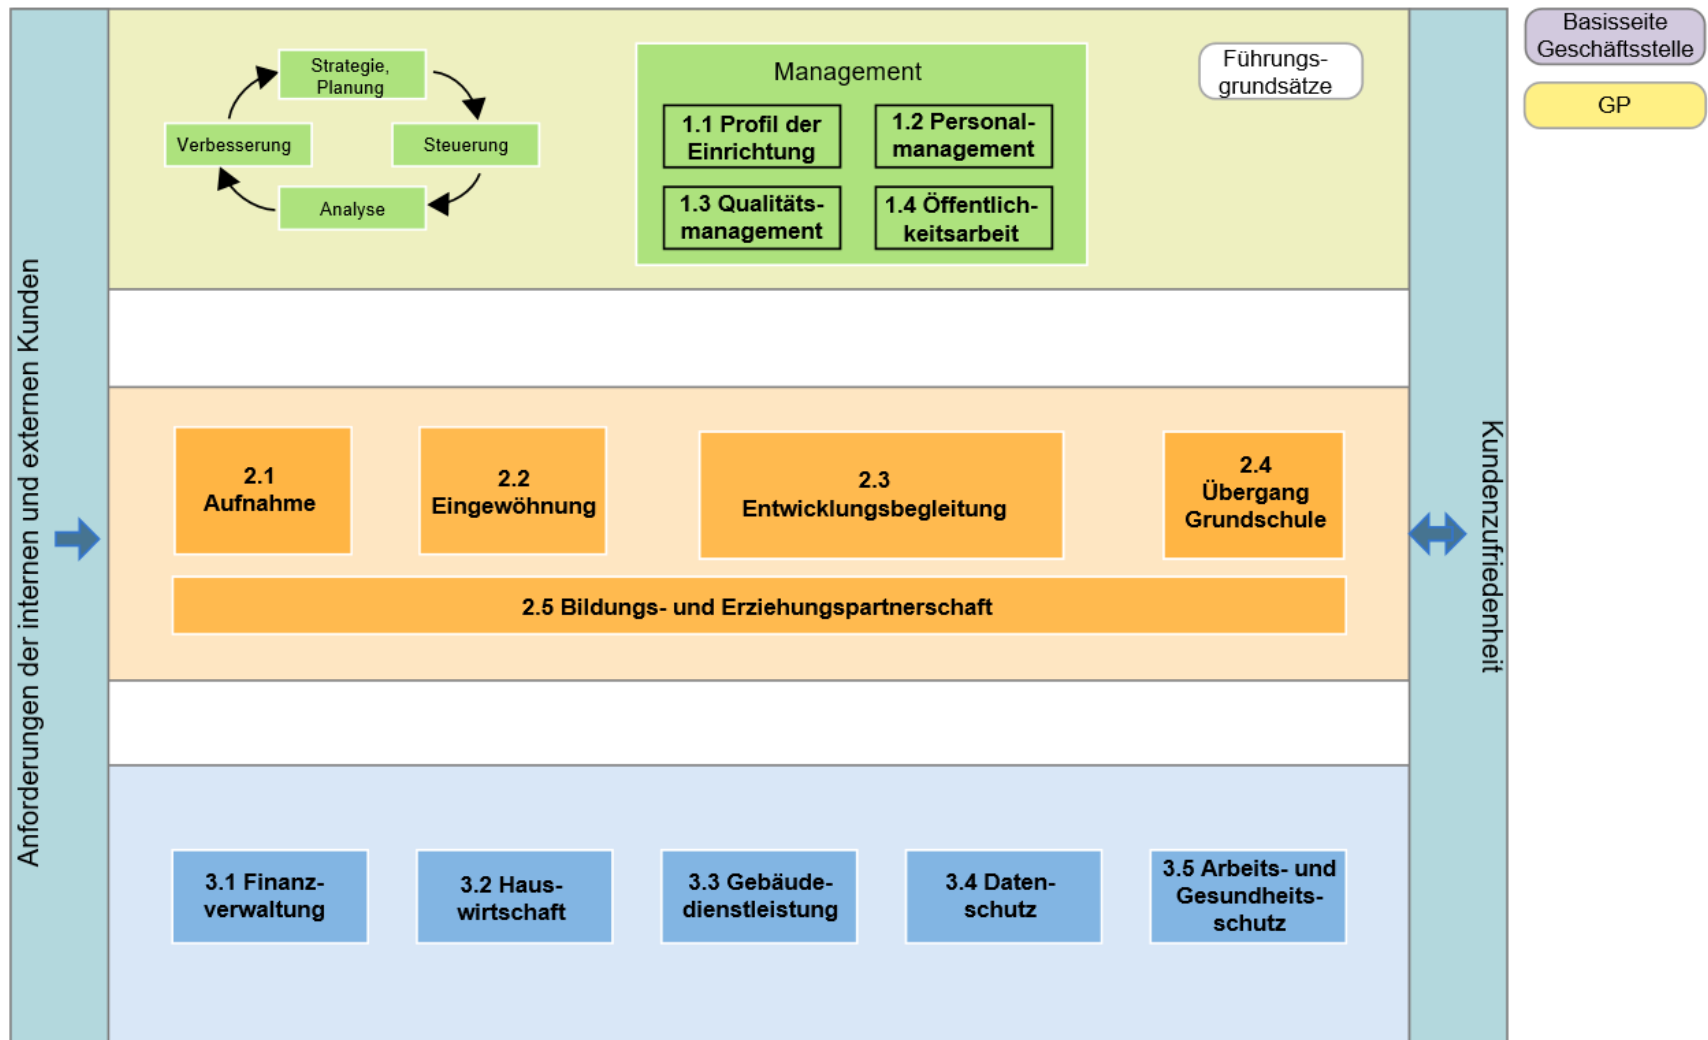 Anforderungen der internen und externen Kunden
Strategie,
Planung
Verbesserung
Steuerung
Analyse
Management
1.1 Profil der
Einrichtung
1.2 Personal-
management
1.3 Qualitäts-
management
1.4 Öffentlich-
keitsarbeit
Führungs-
grundsätze
Basisseite
Geschäftsstelle
GP
2.1
Aufnahme
2.2
Eingewöhnung
2.3
Entwicklungsbegleitung
2.4
Übergang
Grundschule
2.5 Bildungs- und Erziehungspartnerschaft
Kundenzufriedenheit
3.1 Finanz-
verwaltung
3.2 Haus-
wirtschaft
3.3 Gebäude-
dienstleistung
3.4 Daten-
schutz
3.5 Arbeits- und
Gesundheits-
schutz